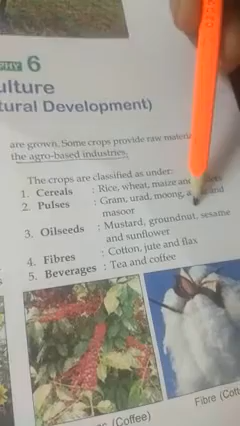 PHY 6
ulture
tural Development)
are grown. Some crops provide raw
the agro-based industries.
The crops are classified as under:
1. Cereals : Rice, wheat, maize and
2. Pulses : Gram, urad, moong,
masoor
3. Oilseeds : Mustard, groundnut, sesame
and sunflower
4. Fibres : Cotton, jute and flax
5. Beverages : Tea and coffee
(Coffee)
Fibre (Cott